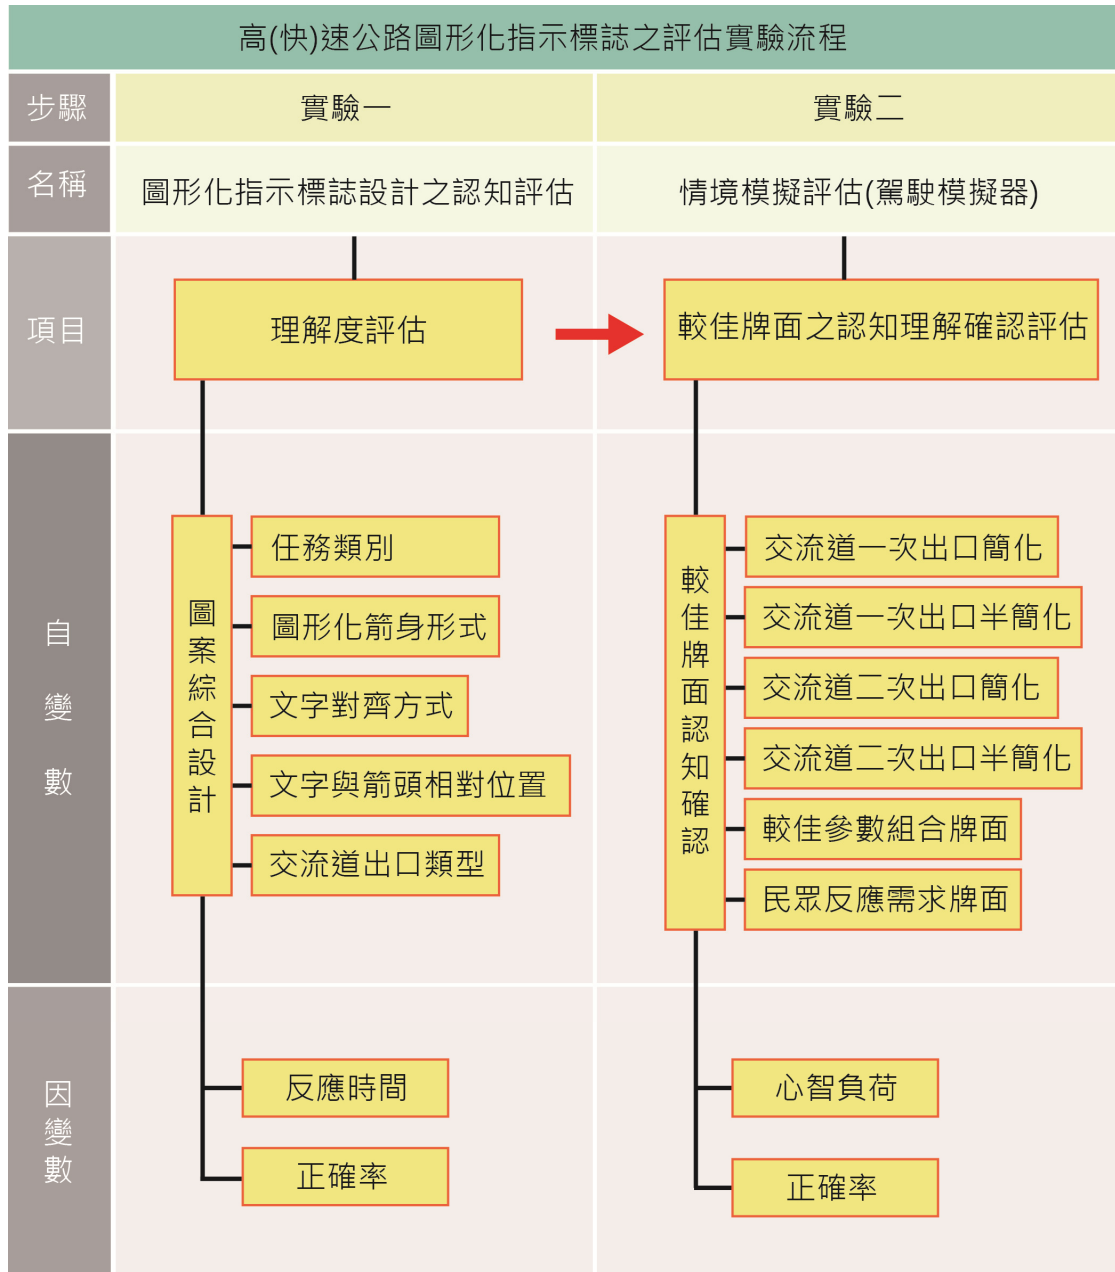 高(快)速公路圖形化指示標誌之評估實驗流程
步驟
實驗一
實驗二
名稱
圖形化指示標誌設計之認知評估
情境模擬評估(駕駛模擬器)
項目
理解度評估
較佳牌面之認知理解確認評估
自變數
圖案綜合設計
任務類別
圖形化箭身形式
文字對齊方式
文字與箭頭相對位置
交流道出口類型
較佳牌面認知確認
交流道一次出口簡化
交流道一次出口半簡化
交流道二次出口簡化
交流道二次出口半簡化
較佳參數組合牌面
民眾反應需求牌面
因變數
反應時間
正確率
心智負荷
正確率